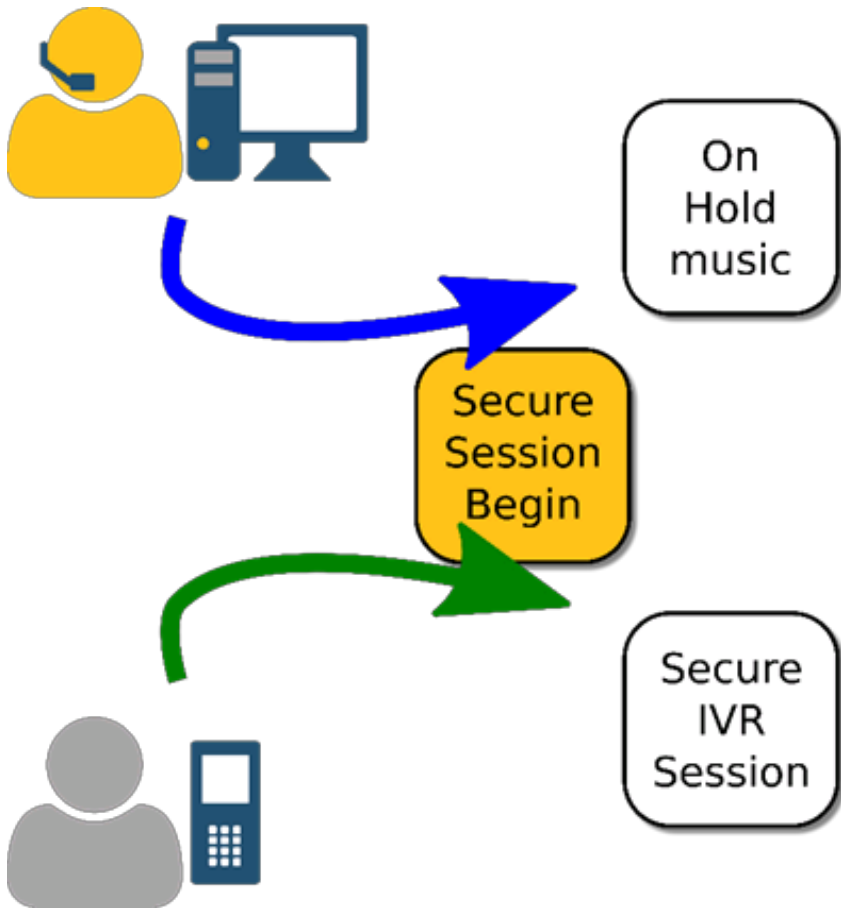 On
Hold
music
Secure
Session
Begin
Secure
IVR
Session